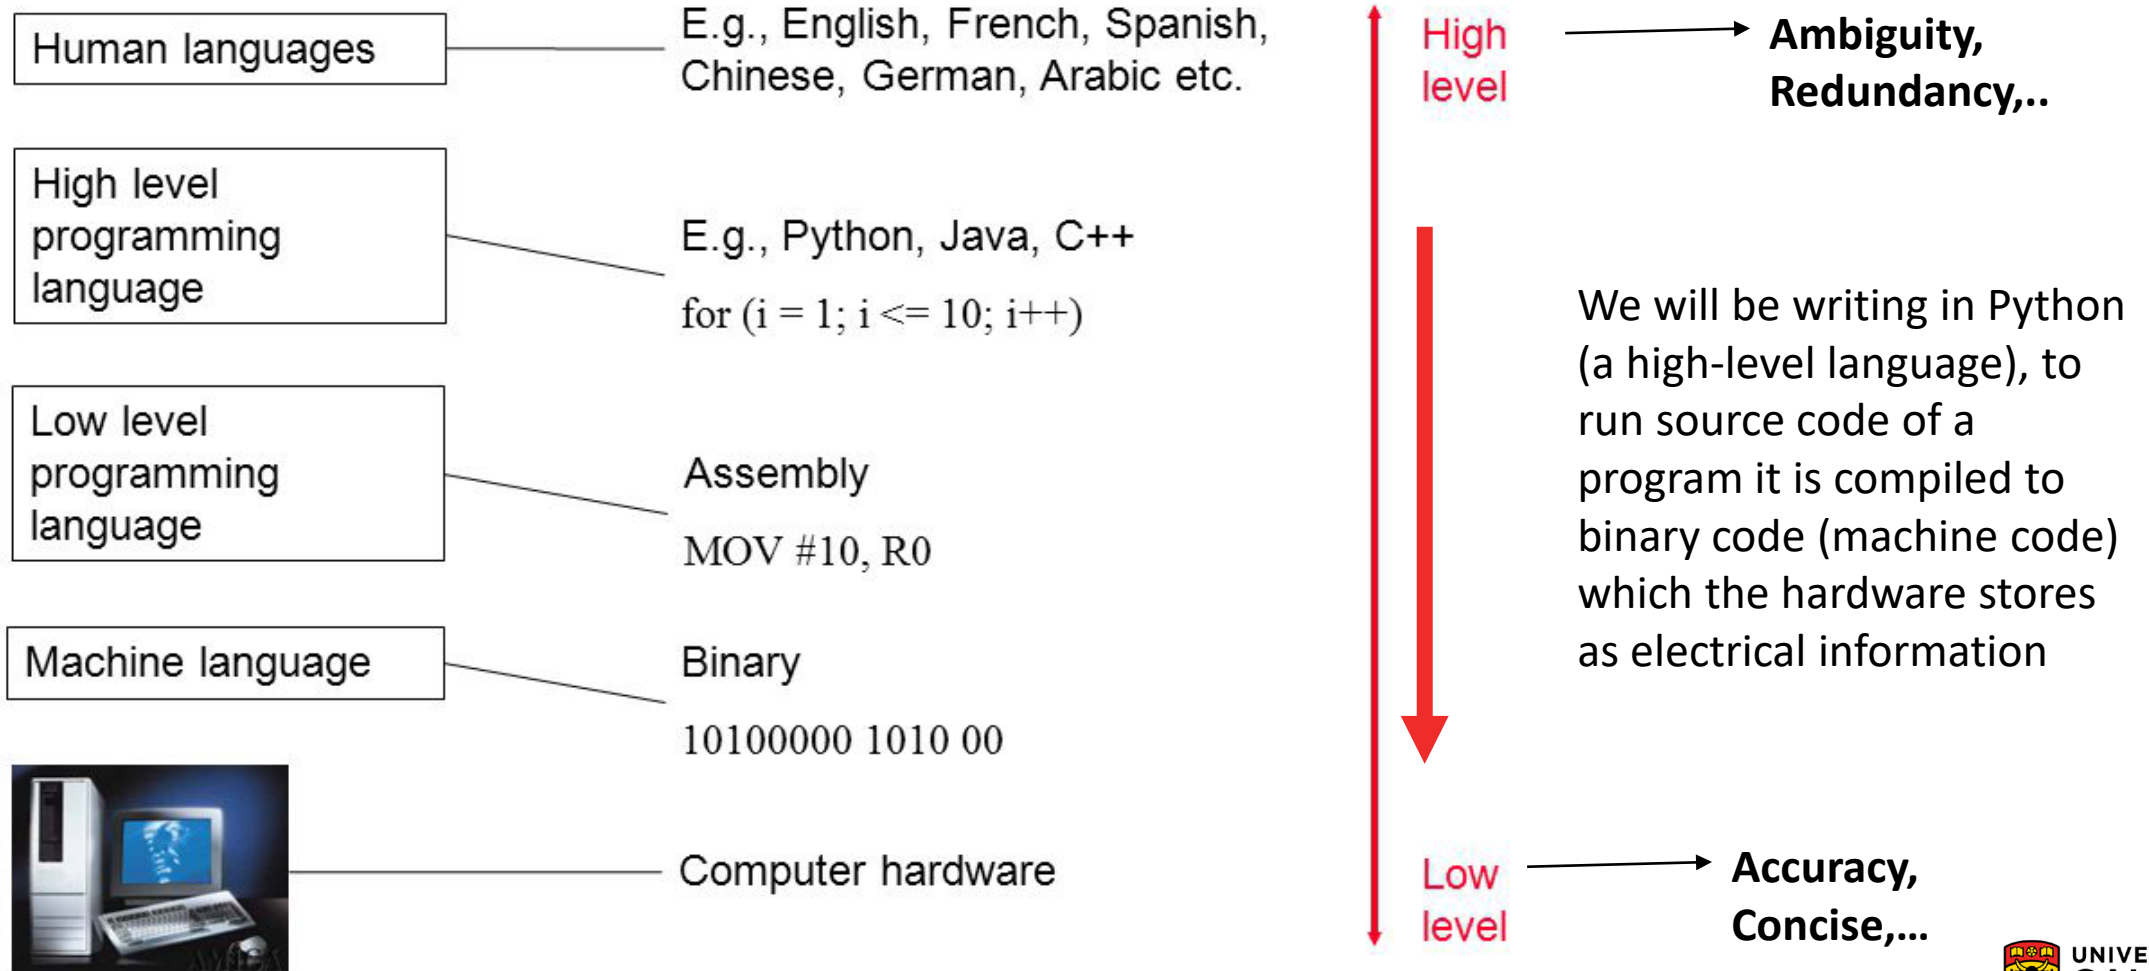 Human languages
E.g., English, French, Spanish,
Chinese, German, Arabic etc.
High
level
Ambiguity,
Redundancy,..
High level
programming
language
E.g., Python, Java, C++
for (i = 1; i <= 10; i++)
We will be writing in Python
(a high-level language), to
run source code of a
program it is compiled to
binary code (machine code)
which the hardware stores
as electrical information
Low level
programming
language
Assembly
MOV #10, R0
Machine language
Binary
10100000 1010 00
Computer hardware
Low
level
Accuracy,
Concise,...
UNIVE